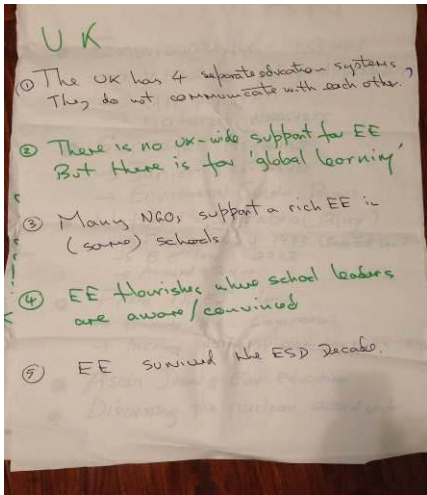 UK
① The UK has 4 separate education systems
They do not communicate with each other.
② There is no UK-wide support for EE
But there is for 'global learning'
③ Many NGOs support a rich EE in
(some) schools
④ EE flourishes where school leaders
are aware/convinced
⑤ EE survived the ESD Decade.